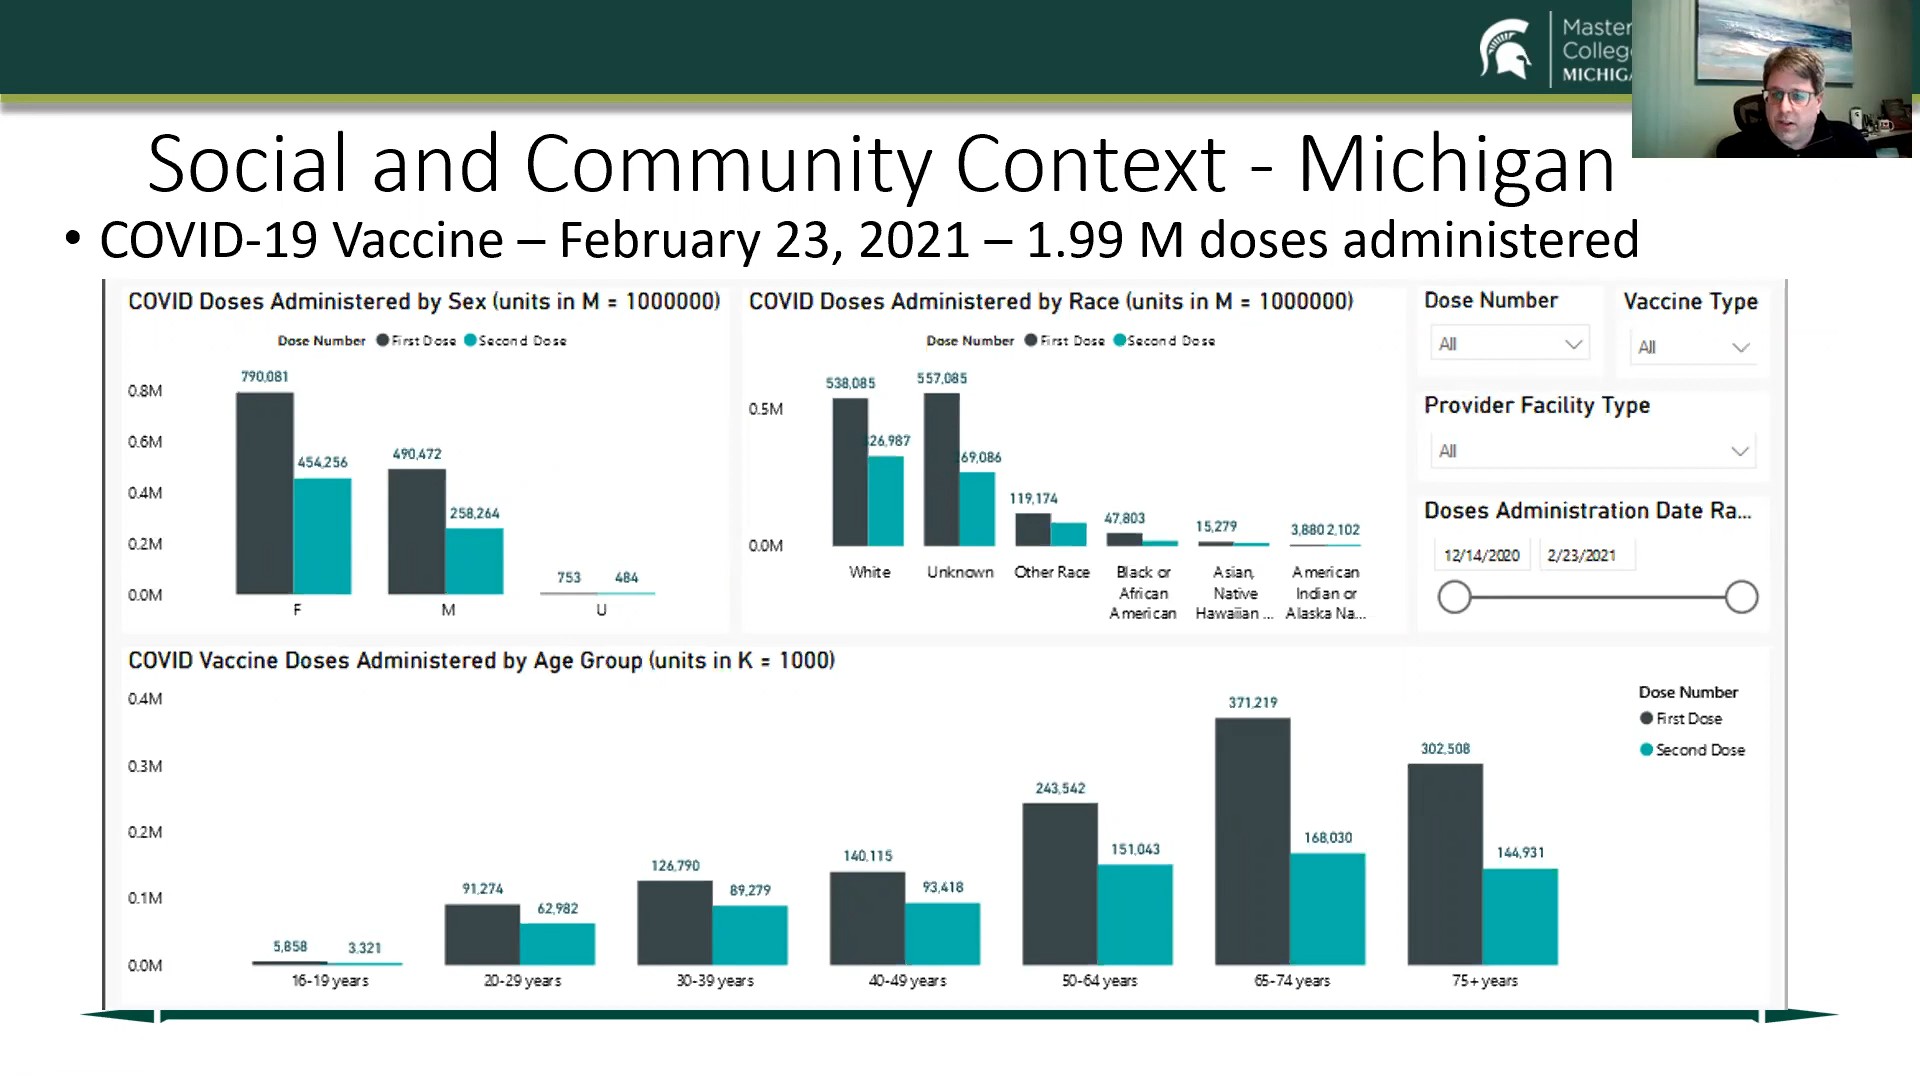 Master
Colleg
MICHIG
Social and Community Context - Michigan
• COVID-19 Vaccine – February 23, 2021 – 1.99 M doses administered
COVID Doses Administered by Sex (units in M = 1000000)
Dose Number First Dose Second Dose
0.8M
0.6M
0.4M
0.2M
0.0M
790,081
454,256
490,472
258,264
753
484
F
M
U
COVID Doses Administered by Race (units in M = 1000000)
Dose Number First Dose Second Dose
0.5M
0.0M
538,085
26,987
557,085
69,086
119,174
47,803
15,279
3,880 2,102
White
Unknown
Other Race
Black or
African
American
Asian,
Native
Hawaiian ...
American
Indian or
Alaska Na...
Dose Number
All
Vaccine Type
All
Provider Facility Type
All
Doses Administration Date Ra...
12/14/2020
2/23/2021
COVID Vaccine Doses Administered by Age Group (units in K = 1000)
0.4M
0.3M
0.2M
0.1M
0.0M
5,858
3,321
91,274
62,982
126,790
89,279
140,115
93,418
243,542
151,043
371,219
168,030
302,508
144,931
16-19 years
20-29 years
30-39 years
40-49 years
50-64 years
65-74 years
75+ years
Dose Number
First Dose
Second Dose